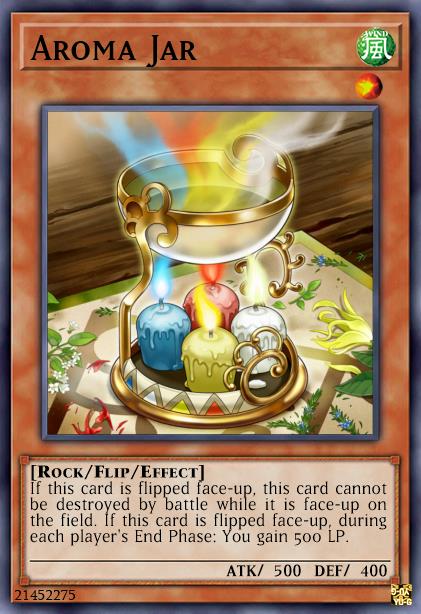 AROMA JAR
WIND
風
[ROCK/FLIP/EFFECT]
If this card is flipped face-up, this card cannot
be destroyed by battle while it is face-up on
the field. If this card is flipped face-up, during
each player's End Phase: You gain 500 LP.
ATK/ 500 DEF/ 400
21452275